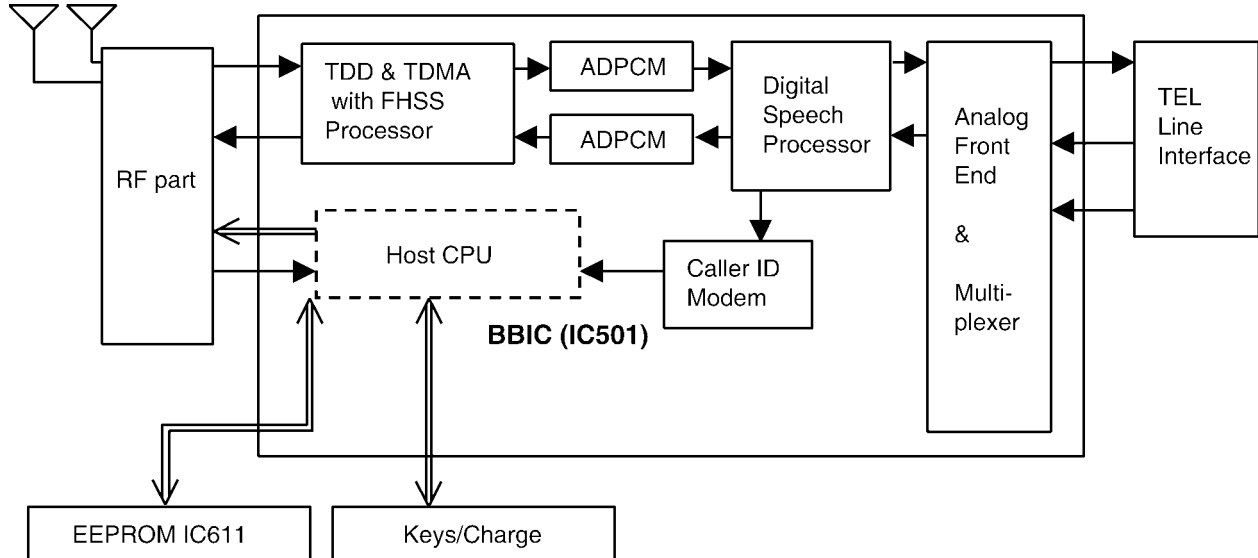 RF part
TDD & TDMA
with FHSS
Processor
ADPCM
ADPCM
Digital
Speech
Processor
Analog
Front
End
&
Multi-
plexer
TEL
Line
Interface
Host CPU
Caller ID
Modem
BBIC (IC501)
EEPROM IC611
Keys/Charge